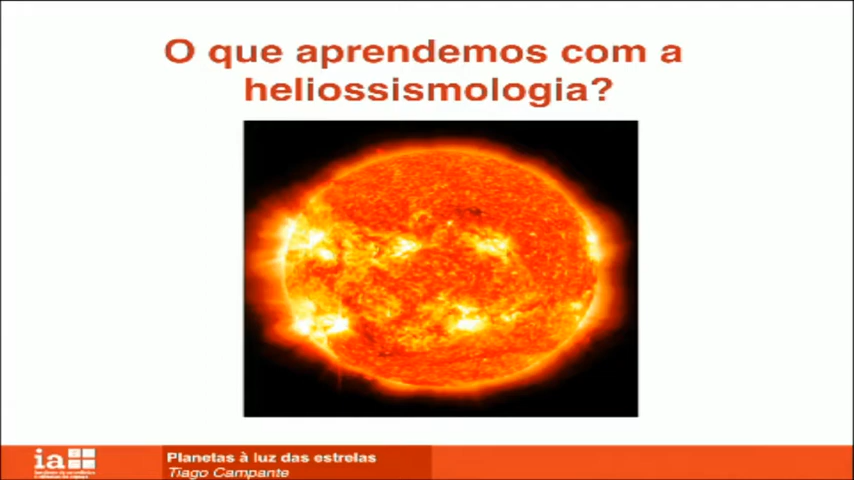 O que aprendemos com a
heliossismologia?
ia
Planetas à luz das estrelas
Tiago Campante